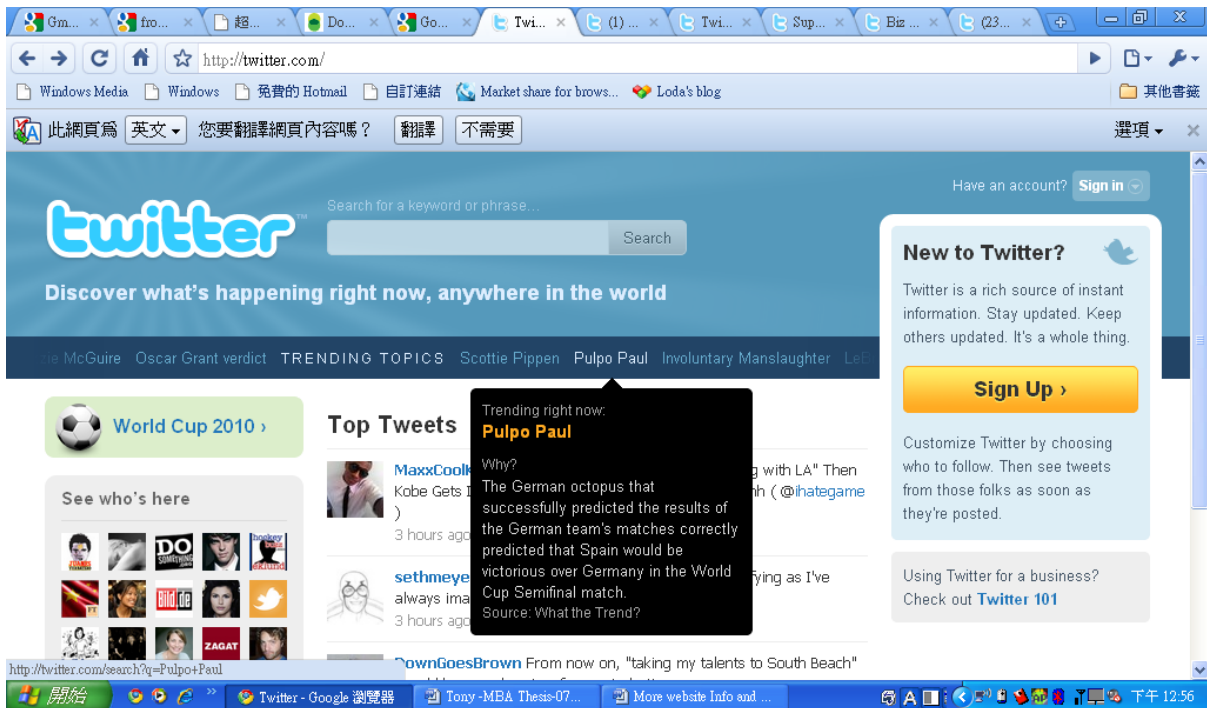 Gm...
fro...
超...
Do...
Go...
Twi...
(1) ...
Twi...
Sup...
Biz ...
(23...
http://twitter.com/
Windows Media Windows 免費的 Hotmail 自訂連結 Market share for brows... Loda's blog 其他書籤
此網頁為 英文 您要翻譯網頁內容嗎？ 翻譯 不需要 選項
Have an account? Sign in
twitter™
Search for a keyword or phrase...
Search
Discover what's happening right now, anywhere in the world
zie McGuire Oscar Grant verdict TRENDING TOPICS Scottie Pippen Pulpo Paul Involuntary Manslaughter LeB
New to Twitter?
Twitter is a rich source of instant
information. Stay updated. Keep
others updated. It's a whole thing.
Sign Up ›
Customize Twitter by choosing
who to follow. Then see tweets
from those folks as soon as
they're posted.
Using Twitter for a business?
Check out Twitter 101
World Cup 2010 ›
See who's here
hockey
DO
SOMETHING
Bild.de
FT
ZAGAT
Top Tweets
MaxxCoolK
g with LA" Then
Kobe Gets I
nh ( @ihategame
)
3 hours ago
sethmeye
fying as I've
always ima
3 hours ago
DownGoesBrown From now on, "taking my talents to South Beach"
Trending right now:
Pulpo Paul
Why?
The German octopus that
successfully predicted the results of
the German team's matches correctly
predicted that Spain would be
victorious over Germany in the World
Cup Semifinal match.
Source: What the Trend?
http://twitter.com/search?q=Pulpo+Paul
開始 » Twitter - Google 瀏覽器 Tony -MBA Thesis-07... More website Info and ... A 下午 12:56